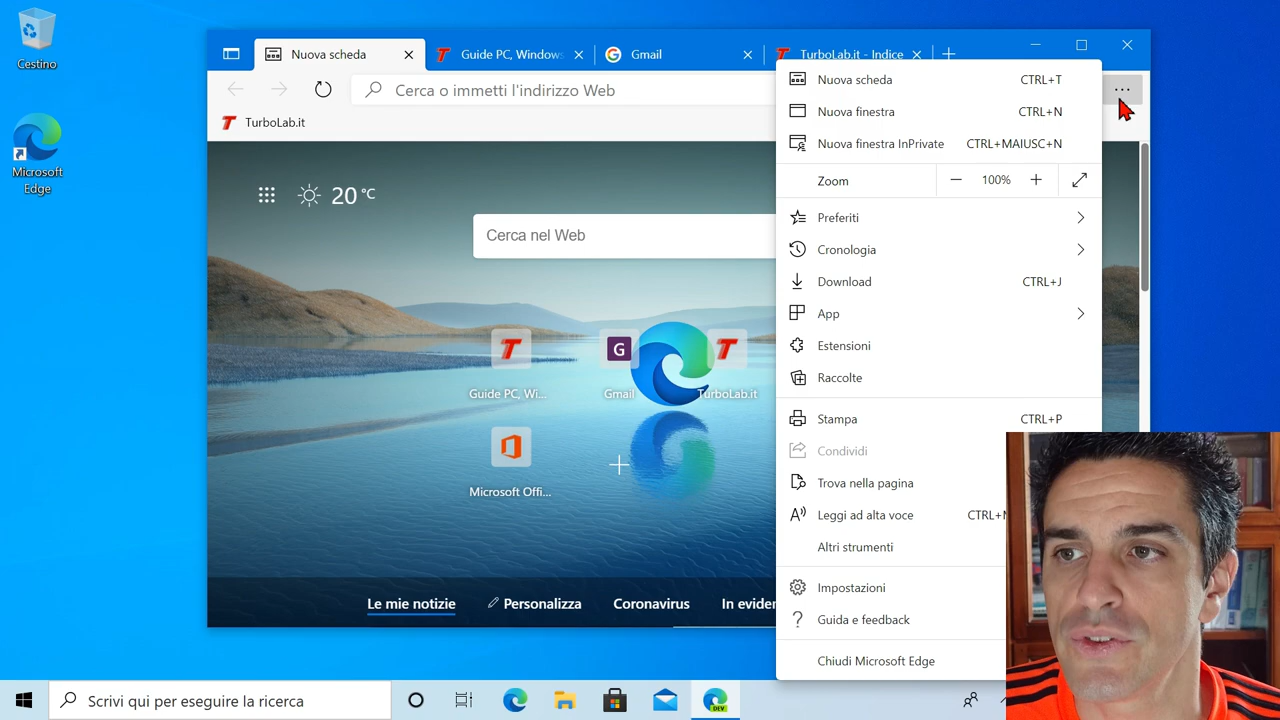 Cestino
Microsoft
Edge
Nuova scheda
Guide PC, Windows
Gmail
TurboLab.it - Indice
Cerca o immetti l'indirizzo Web
TurboLab.it
20 °C
Cerca nel Web
Guide PC, Wi...
G
Gmail
TurboLab.it
Microsoft Offi...
Le mie notizie
Personalizza
Coronavirus
In eviden
Nuova scheda CTRL+T
Nuova finestra CTRL+N
Nuova finestra InPrivate CTRL+MAIUSC+N
Zoom 100%
Preferiti
Cronologia
Download CTRL+J
App
Estensioni
Raccolte
Stampa CTRL+P
Condividi
Trova nella pagina
Leggi ad alta voce CTRL+
Altri strumenti
Impostazioni
Guida e feedback
Chiudi Microsoft Edge
Scrivi qui per eseguire la ricerca
DEV